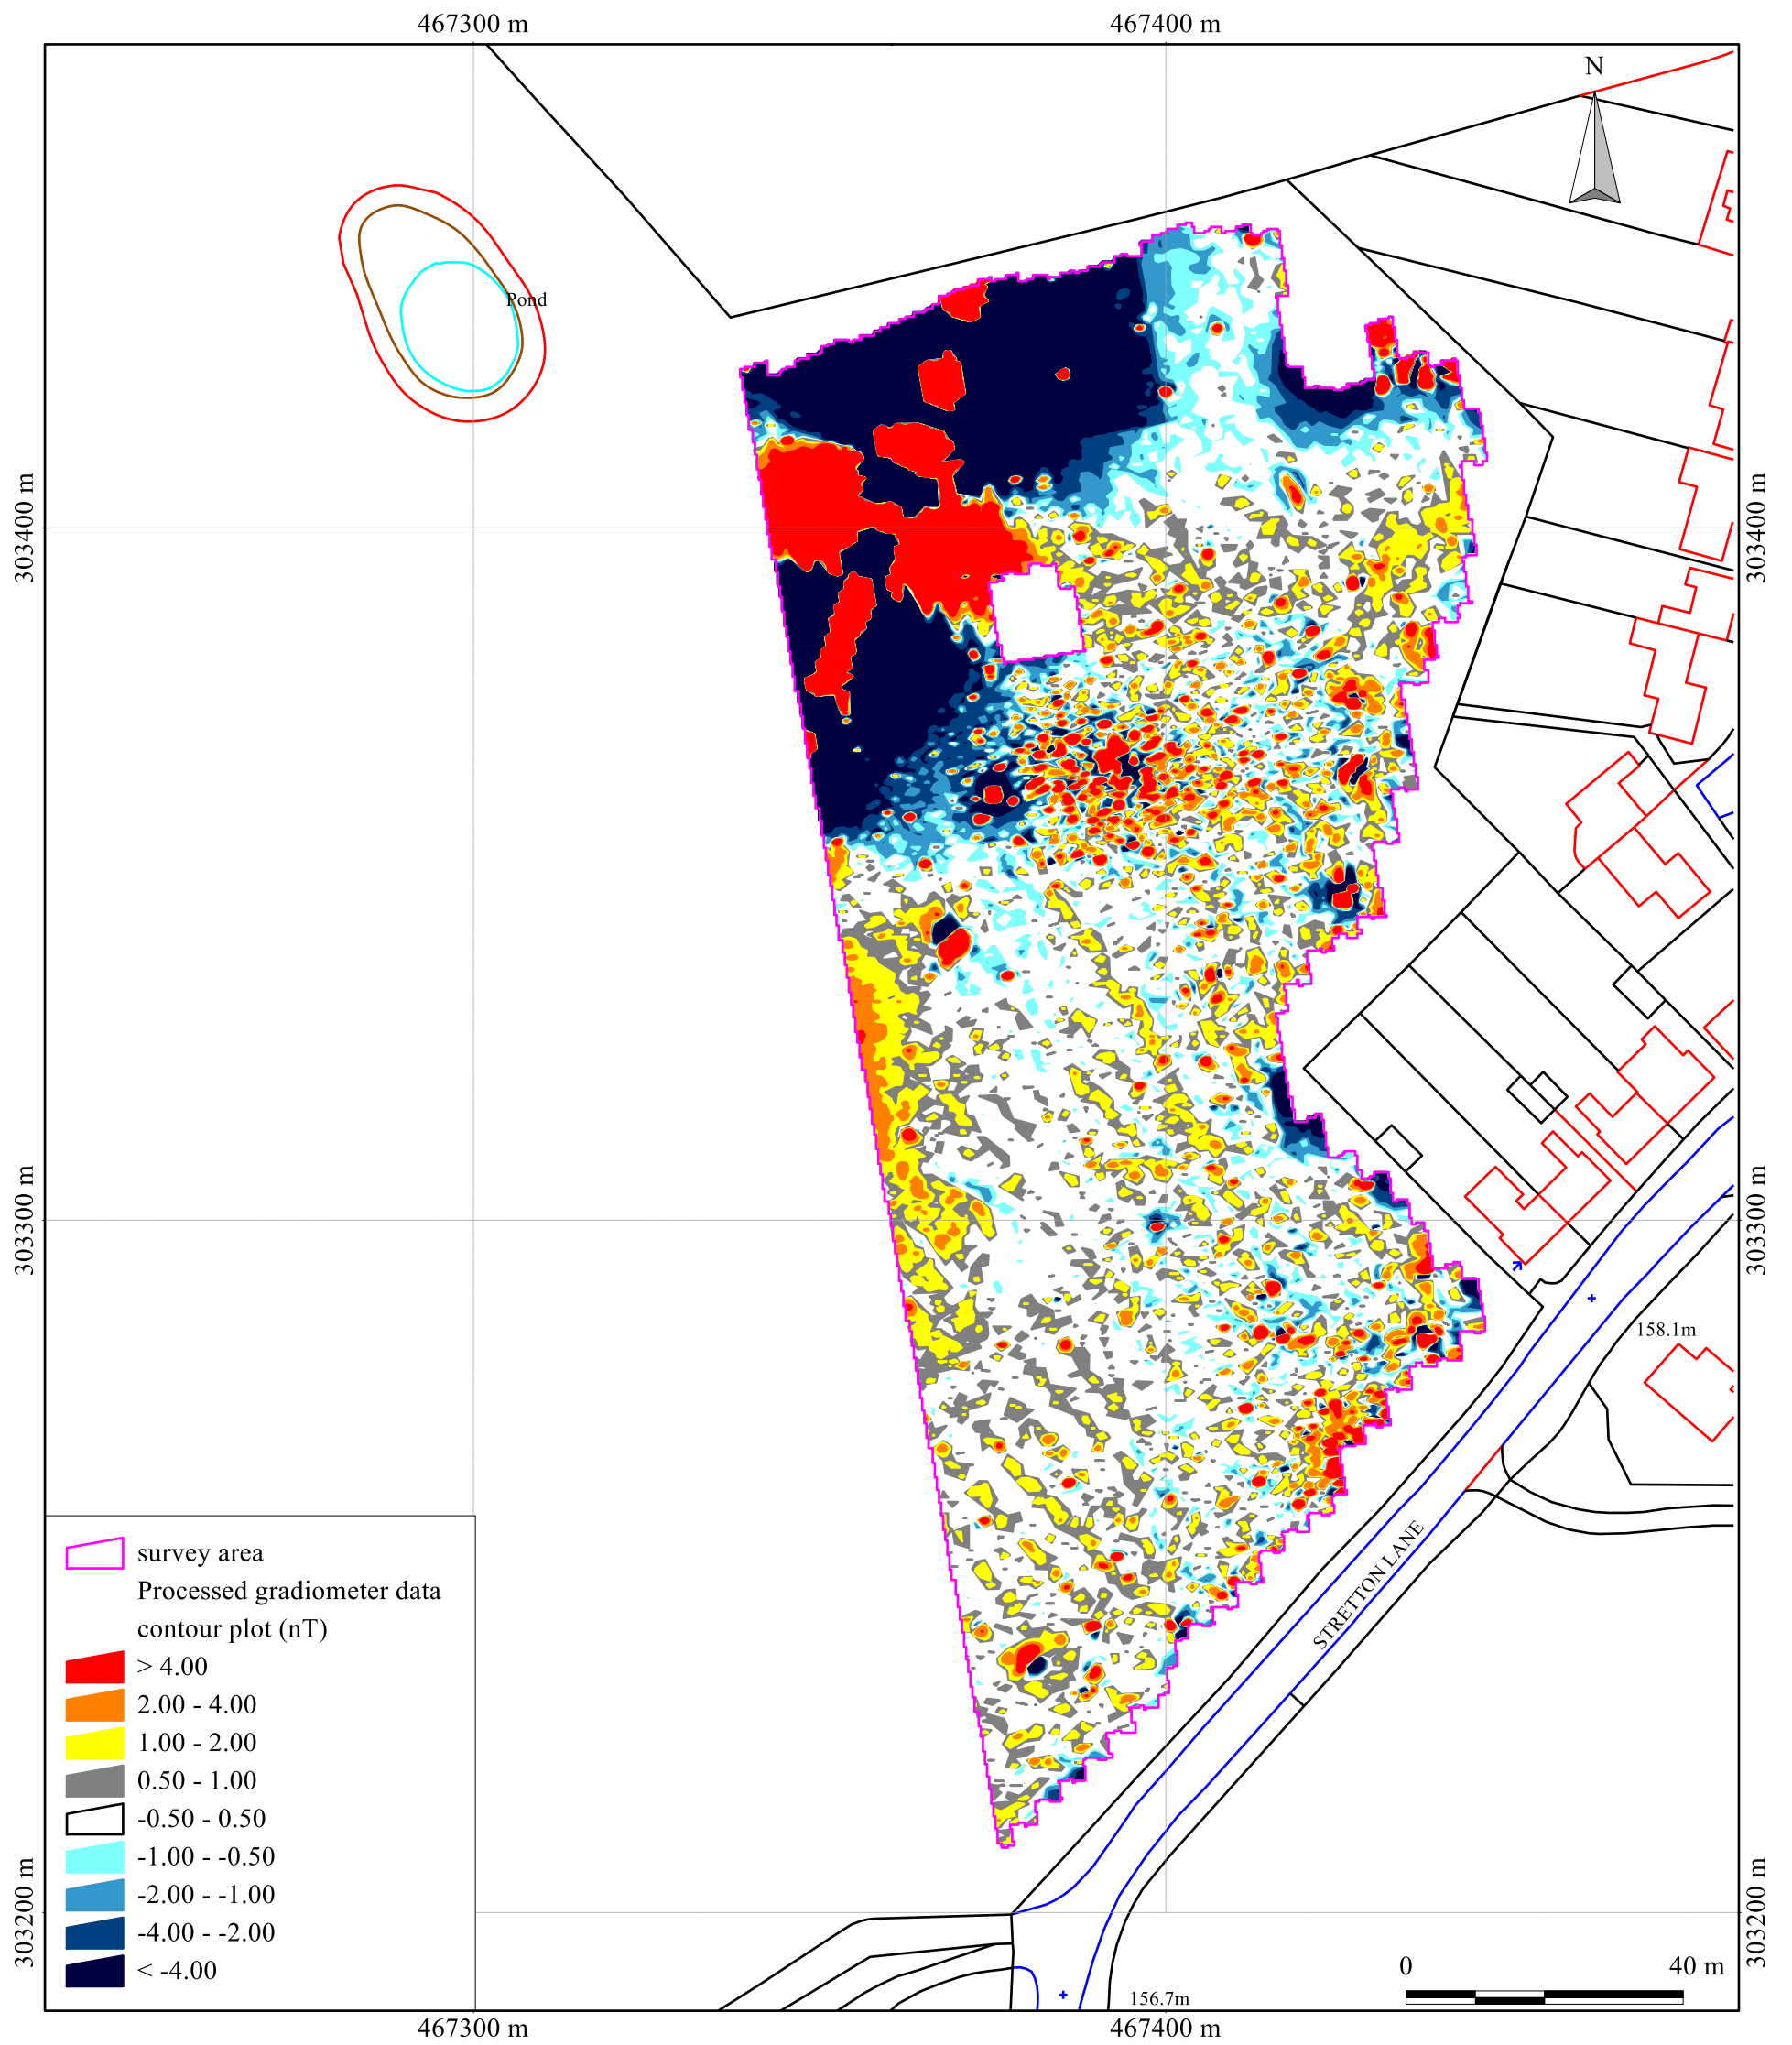 467300 m
467400 m
N
Pond
303400 m
303400 m
303300 m
303300 m
158.1m
STRETTON LANE
survey area
Processed gradiometer data
contour plot (nT)
> 4.00
2.00 - 4.00
1.00 - 2.00
0.50 - 1.00
-0.50 - 0.50
-1.00 - -0.50
-2.00 - -1.00
-4.00 - -2.00
< -4.00
303200 m
303200 m
0
40 m
156.7m
467300 m
467400 m